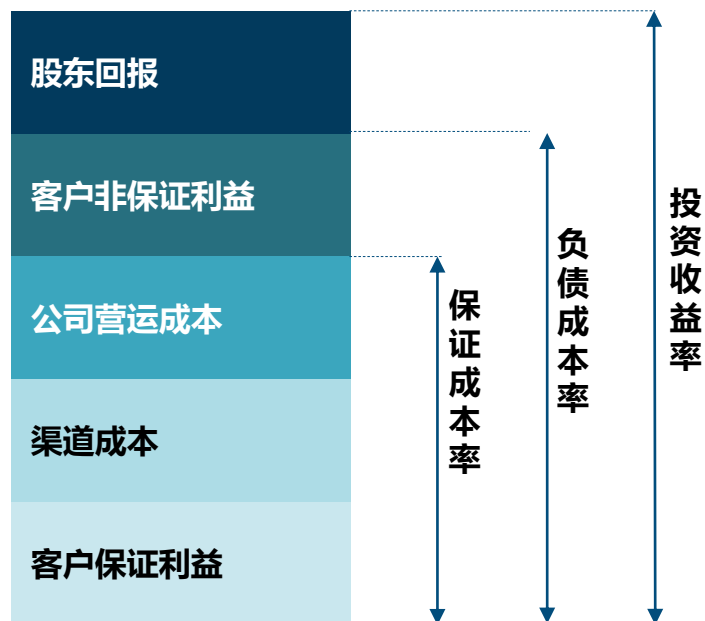 股东回报
客户非保证利益
公司营运成本
渠道成本
客户保证利益
保证成本率
负债成本率
投资收益率